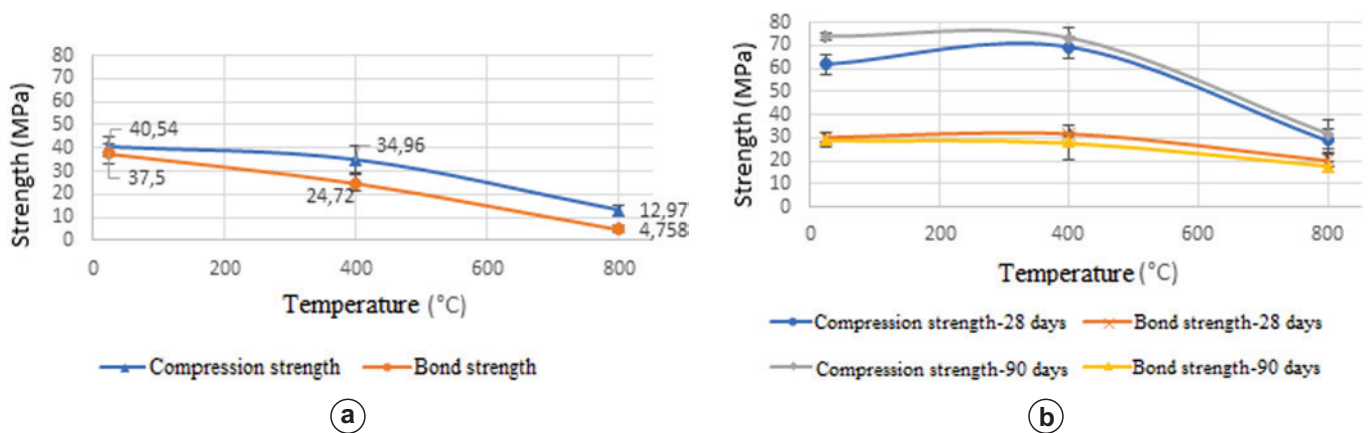 Strength (MPa)
80
70
60
50
40
30
20
10
0
40,54
37,5
34,96
24,72
12,97
4,758
0 200 400 600 800
Temperature (°C)
Compression strength Bond strength
a
Strength (MPa)
80
70
60
50
40
30
20
10
0
0 200 400 600 800
Temperature (°C)
Compression strength-28 days Bond strength-28 days
Compression strength-90 days Bond strength-90 days
b